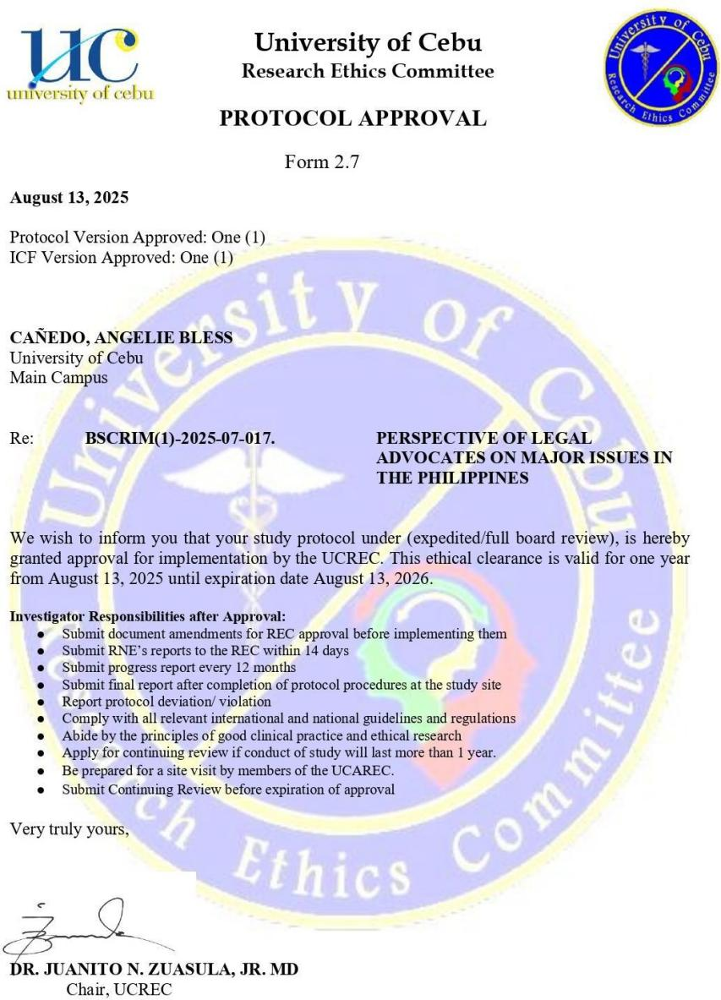 UC
university of cebu
University of Cebu
Research Ethics Committee
University of Cebu
Research Ethics Committee
PROTOCOL APPROVAL
Form 2.7
August 13, 2025
Protocol Version Approved: One (1)
ICF Version Approved: One (1)
CAÑEDO, ANGELIE BLESS
University of Cebu
Main Campus
Re: BSCRIM(1)-2025-07-017. PERSPECTIVE OF LEGAL
ADVOCATES ON MAJOR ISSUES IN
THE PHILIPPINES
We wish to inform you that your study protocol under (expedited/full board review), is hereby
granted approval for implementation by the UCREC. This ethical clearance is valid for one year
from August 13, 2025 until expiration date August 13, 2026.
Investigator Responsibilities after Approval:
● Submit document amendments for REC approval before implementing them
● Submit RNE's reports to the REC within 14 days
● Submit progress report every 12 months
● Submit final report after completion of protocol procedures at the study site
● Report protocol deviation/ violation
● Comply with all relevant international and national guidelines and regulations
● Abide by the principles of good clinical practice and ethical research
● Apply for continuing review if conduct of study will last more than 1 year.
● Be prepared for a site visit by members of the UCAREC.
● Submit Continuing Review before expiration of approval
Very truly yours,
DR. JUANITO N. ZUASULA, JR. MD
Chair, UCREC
University of Cebu
Research Ethics Committee